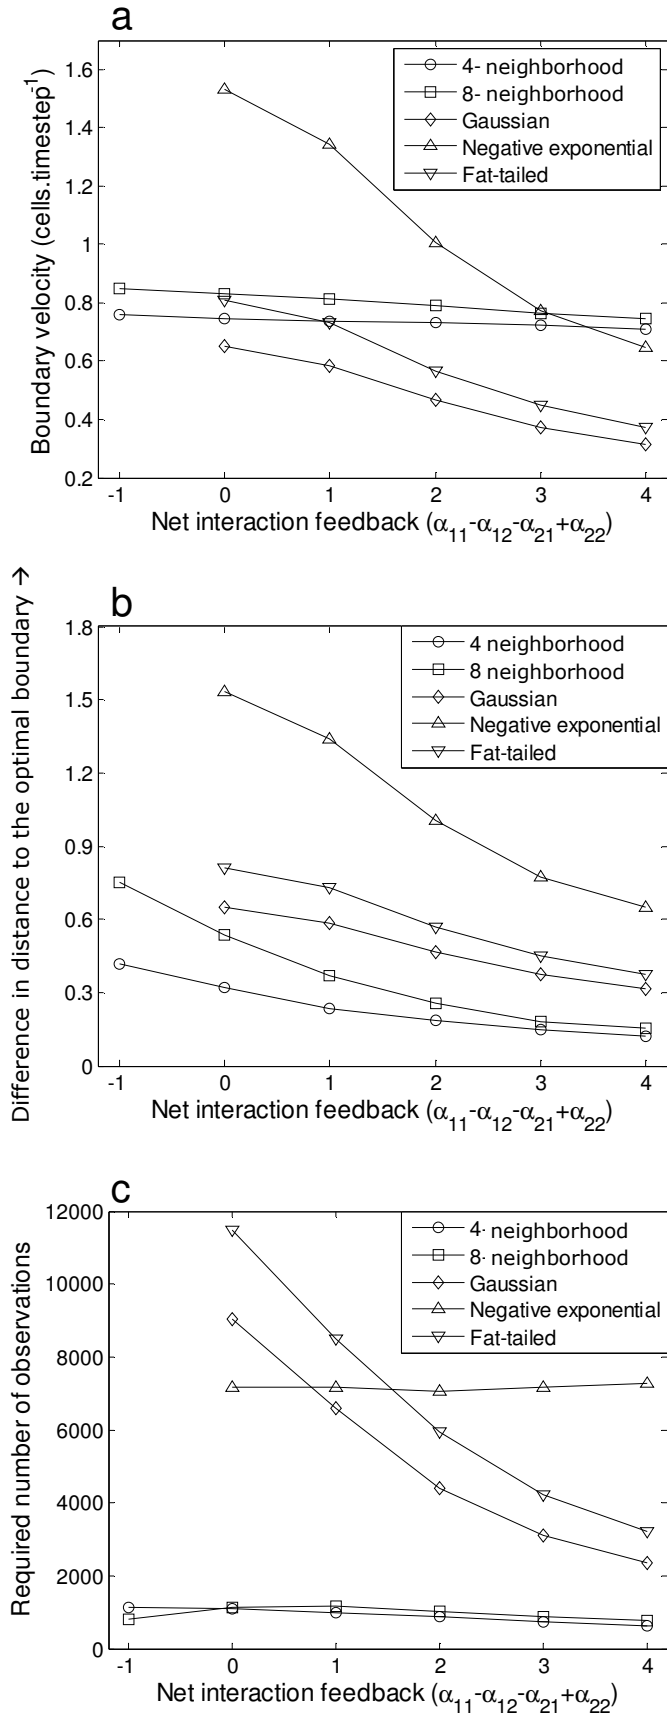 a
Boundary velocity (cells.timestep-1)
1.6
1.4
1.2
1
0.8
0.6
0.4
0.2
4- neighborhood
8- neighborhood
Gaussian
Negative exponential
Fat-tailed
-1 0 1 2 3 4
Net interaction feedback (α11-α12-α21+α22)
b
Difference in distance to the optimal boundary →
1.8
1.5
1.2
0.9
0.6
0.3
0
4 neighborhood
8 neighborhood
Gaussian
Negative exponential
Fat-tailed
-1 0 1 2 3 4
Net interaction feedback (α11-α12-α21+α22)
c
Required number of observations
12000
10000
8000
6000
4000
2000
0
4· neighborhood
8· neighborhood
Gaussian
Negative exponential
Fat-tailed
-1 0 1 2 3 4
Net interaction feedback (α11-α12-α21+α22)